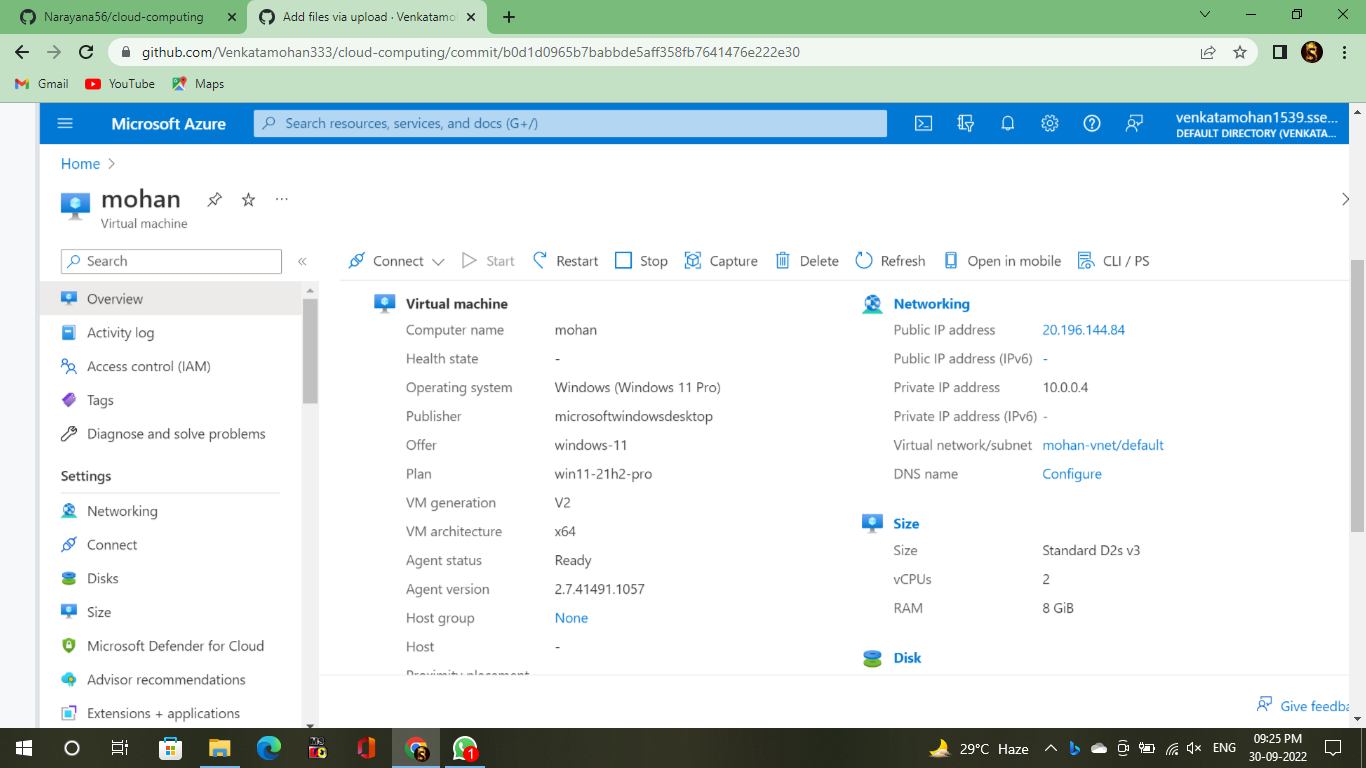 Narayana56/cloud-computing
Add files via upload · Venkatamo
github.com/Venkatamohan333/cloud-computing/commit/b0d1d0965b7babbde5aff358fb7641476e222e30
Gmail YouTube Maps
Microsoft Azure
Search resources, services, and docs (G+/)
venkatamohan1539.sse...
DEFAULT DIRECTORY (VENKATA...
Home
mohan
Virtual machine
Search
Connect Start Restart Stop Capture Delete Refresh Open in mobile CLI / PS
Overview
Activity log
Access control (IAM)
Tags
Diagnose and solve problems
Settings
Networking
Connect
Disks
Size
Microsoft Defender for Cloud
Advisor recommendations
Extensions + applications
Virtual machine
Computer name mohan
Health state -
Operating system Windows (Windows 11 Pro)
Publisher microsoftwindowsdesktop
Offer windows-11
Plan win11-21h2-pro
VM generation V2
VM architecture x64
Agent status Ready
Agent version 2.7.41491.1057
Host group None
Host -
Proximity placement
Networking
Public IP address 20.196.144.84
Public IP address (IPv6) -
Private IP address 10.0.0.4
Private IP address (IPv6) -
Virtual network/subnet mohan-vnet/default
DNS name Configure
Size
Size Standard D2s v3
vCPUs 2
RAM 8 GiB
Disk
Give feedba
1
29°C Haze
ENG
09:25 PM
30-09-2022